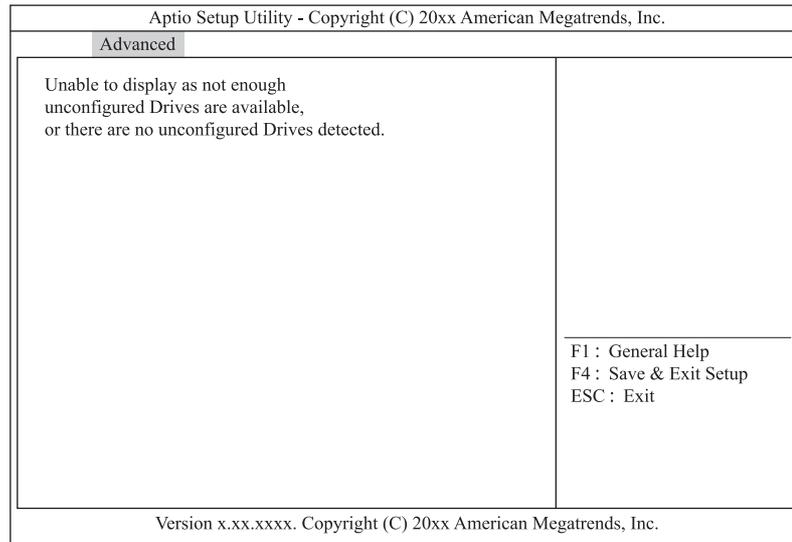 Aptio Setup Utility - Copyright (C) 20xx American Megatrends, Inc.
Advanced
Unable to display as not enough
unconfigured Drives are available,
or there are no unconfigured Drives detected.
F1 : General Help
F4 : Save & Exit Setup
ESC : Exit
Version x.xx.xxxx. Copyright (C) 20xx American Megatrends, Inc.